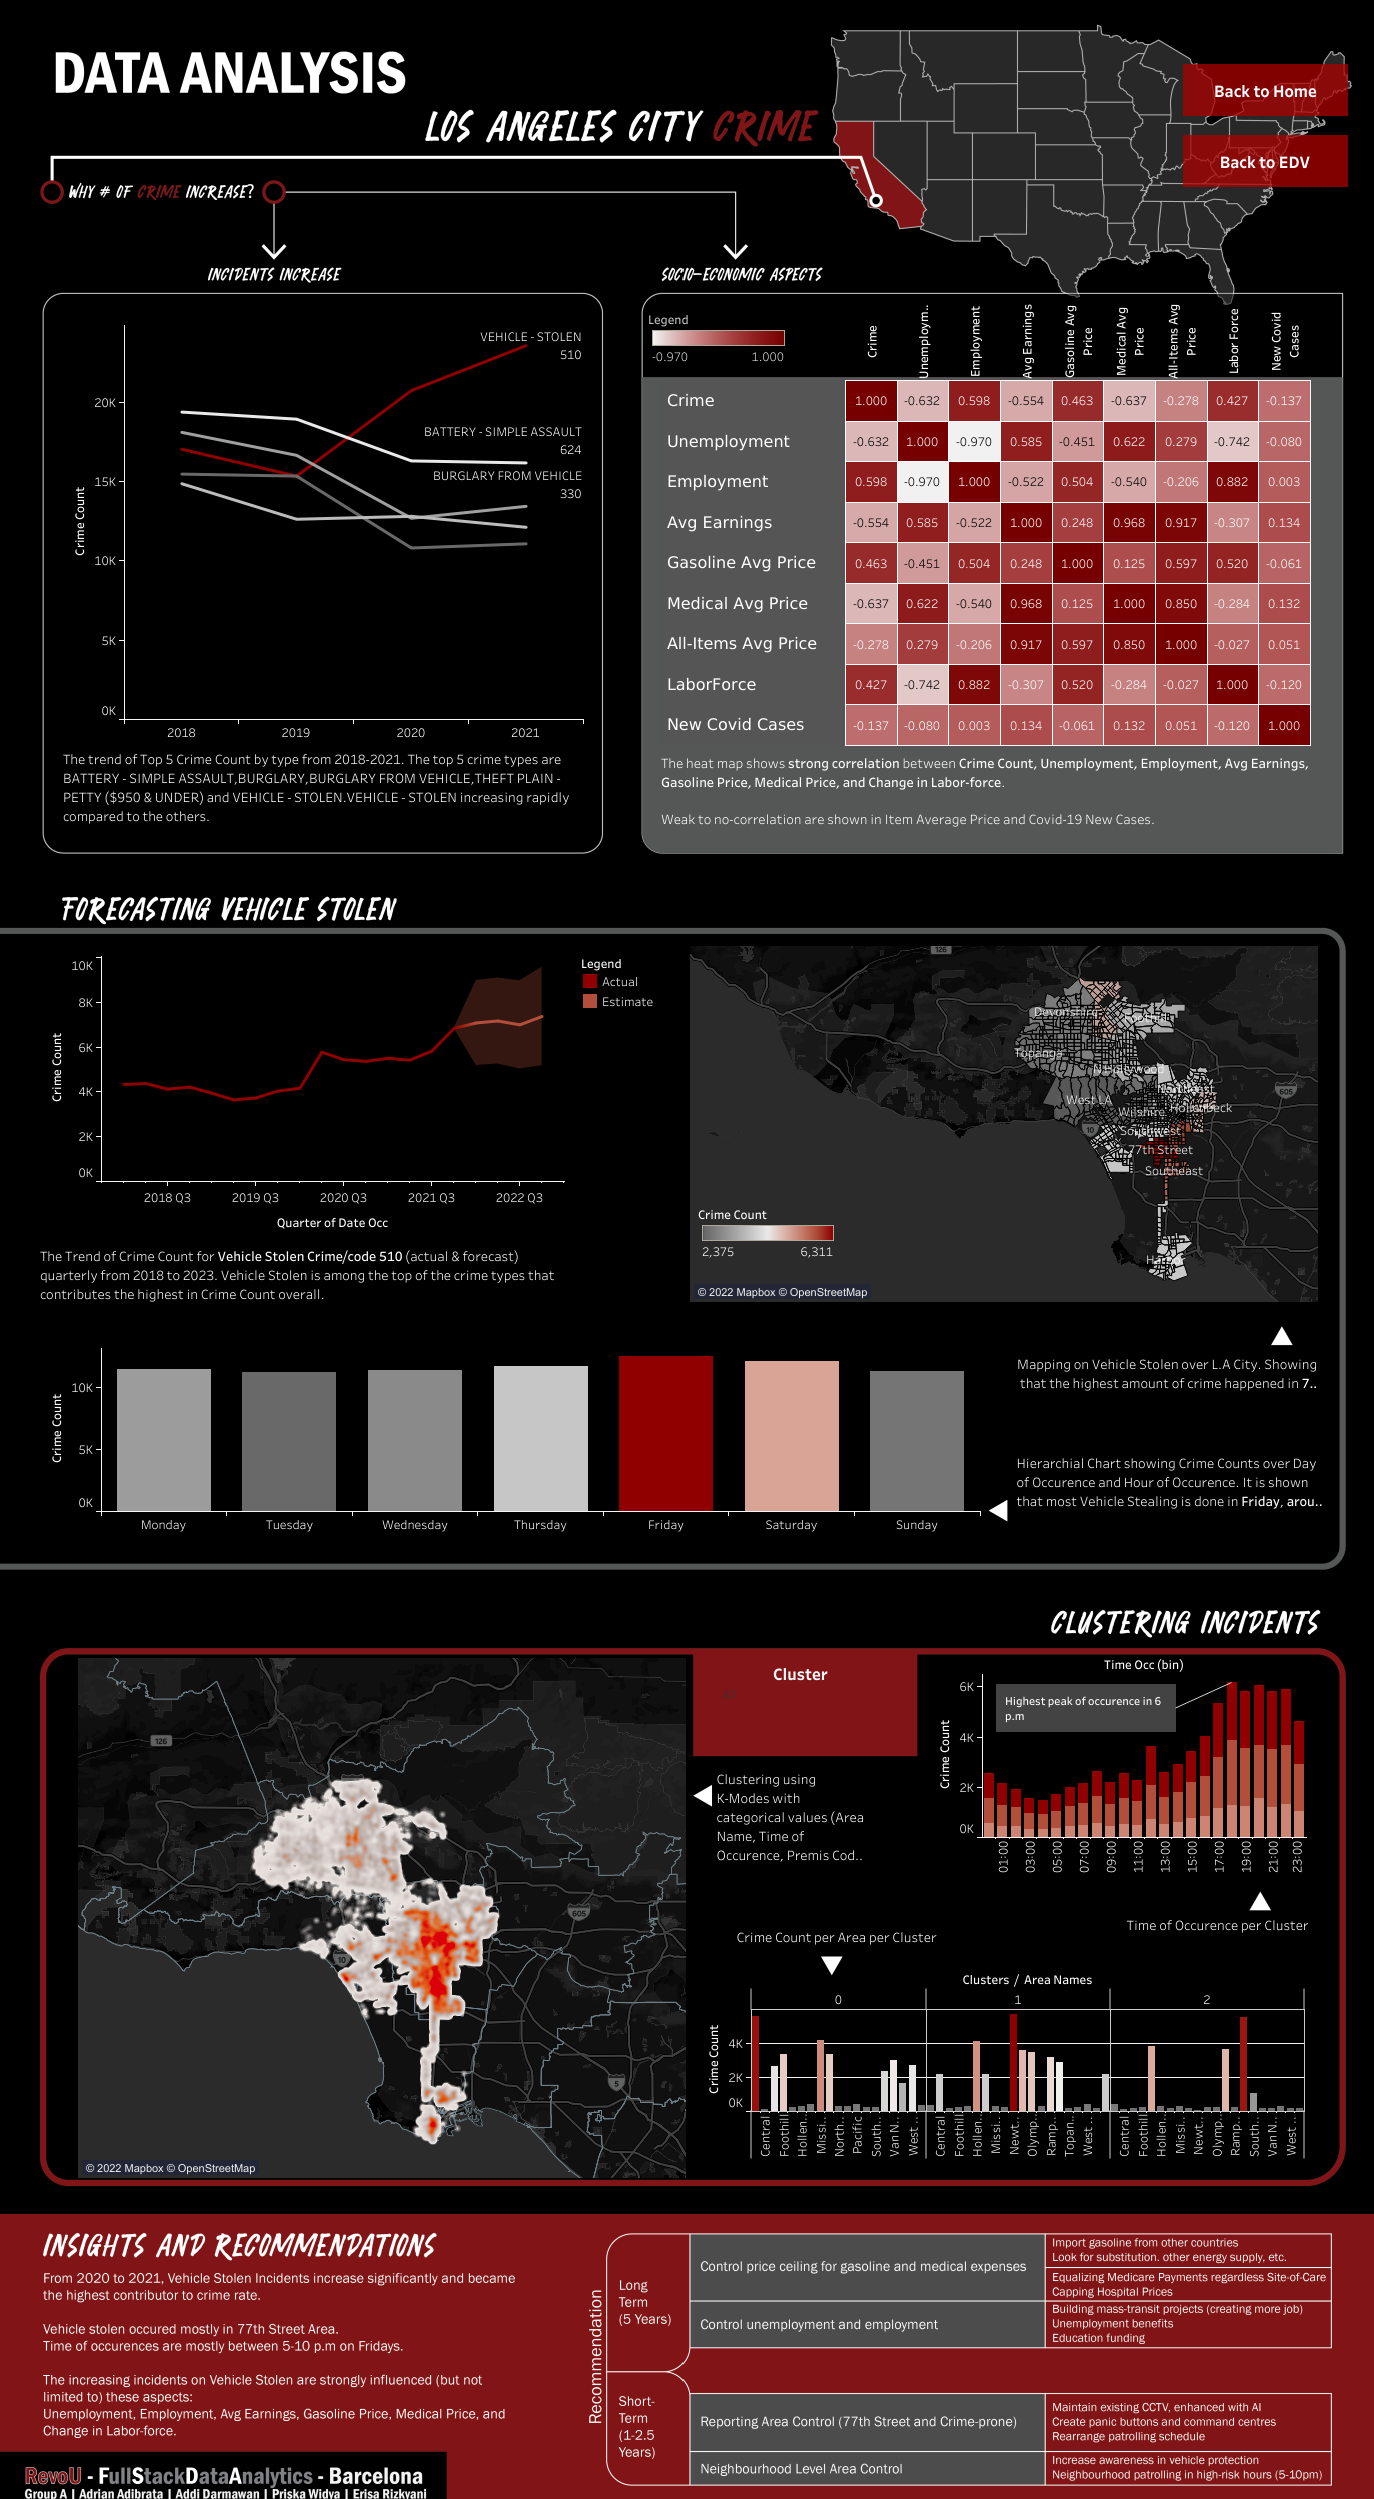 DATA ANALYSIS
LOS ANGELES CITY CRIME
Back to Home
Back to EDV
WHY # OF CRIME INCREASE?
INCIDENTS INCREASE
SOCIO-ECONOMIC ASPECTS
VEHICLE - STOLEN
510
BATTERY - SIMPLE ASSAULT
624
BURGLARY FROM VEHICLE
330
Crime Count
20K
15K
10K
5K
0K
2018 2019 2020 2021
The trend of Top 5 Crime Count by type from 2018-2021. The top 5 crime types are
BATTERY - SIMPLE ASSAULT,BURGLARY,BURGLARY FROM VEHICLE,THEFT PLAIN -
PETTY ($950 & UNDER) and VEHICLE - STOLEN.VEHICLE - STOLEN increasing rapidly
compared to the others.
Legend
-0.970 1.000
Crime
Unemploym..
Employment
Avg Earnings
Gasoline Avg Price
Medical Avg Price
All-Items Avg Price
Labor Force
New Covid Cases
Crime 1.000 -0.632 0.598 -0.554 0.463 -0.637 -0.278 0.427 -0.137
Unemployment -0.632 1.000 -0.970 0.585 -0.451 0.622 0.279 -0.742 -0.080
Employment 0.598 -0.970 1.000 -0.522 0.504 -0.540 -0.206 0.882 0.003
Avg Earnings -0.554 0.585 -0.522 1.000 0.248 0.968 0.917 -0.307 0.134
Gasoline Avg Price 0.463 -0.451 0.504 0.248 1.000 0.125 0.597 0.520 -0.061
Medical Avg Price -0.637 0.622 -0.540 0.968 0.125 1.000 0.850 -0.284 0.132
All-Items Avg Price -0.278 0.279 -0.206 0.917 0.597 0.850 1.000 -0.027 0.051
LaborForce 0.427 -0.742 0.882 -0.307 0.520 -0.284 -0.027 1.000 -0.120
New Covid Cases -0.137 -0.080 0.003 0.134 -0.061 0.132 0.051 -0.120 1.000
The heat map shows strong correlation between Crime Count, Unemployment, Employment, Avg Earnings,
Gasoline Price, Medical Price, and Change in Labor-force.
Weak to no-correlation are shown in Item Average Price and Covid-19 New Cases.
FORECASTING VEHICLE STOLEN
Crime Count
10K
8K
6K
4K
2K
0K
2018 Q3 2019 Q3 2020 Q3 2021 Q3 2022 Q3
Quarter of Date Occ
Legend
Actual
Estimate
The Trend of Crime Count for Vehicle Stolen Crime/code 510 (actual & forecast)
quarterly from 2018 to 2023. Vehicle Stolen is among the top of the crime types that
contributes the highest in Crime Count overall.
126
Devonshire
Topanga
N Hollywood
605
West LA
Wilshire
Hollenbeck
10
Southwest
77th Street
Southeast
Crime Count
2,375 6,311
© 2022 Mapbox © OpenStreetMap
Mapping on Vehicle Stolen over L.A City. Showing
that the highest amount of crime happened in 7..
Crime Count
10K
5K
0K
Monday Tuesday Wednesday Thursday Friday Saturday Sunday
Hierarchial Chart showing Crime Counts over Day
of Occurence and Hour of Occurence. It is shown
that most Vehicle Stealing is done in Friday, arou..
CLUSTERING INCIDENTS
126
605
10
5
© 2022 Mapbox © OpenStreetMap
Cluster
Clustering using
K-Modes with
categorical values (Area
Name, Time of
Occurence, Premis Cod..
Time Occ (bin)
Highest peak of occurence in 6
p.m
Crime Count
6K
4K
2K
0K
01:00 03:00 05:00 07:00 09:00 11:00 13:00 15:00 17:00 19:00 21:00 23:00
Time of Occurence per Cluster
Crime Count per Area per Cluster
Clusters / Area Names
0 1 2
Crime Count
4K
2K
0K
Central Foothill Hollen.. Missi.. North.. Pacific South.. Van N.. West .. Central Foothill Hollen.. Missi.. Newt.. Olymp.. Ramp.. Topan.. West .. Central Foothill Hollen.. Missi.. Newt.. Olymp.. Ramp.. South.. Van N.. West ..
INSIGHTS AND RECOMMENDATIONS
From 2020 to 2021, Vehicle Stolen Incidents increase significantly and became
the highest contributor to crime rate.
Vehicle stolen occured mostly in 77th Street Area.
Time of occurences are mostly between 5-10 p.m on Fridays.
The increasing incidents on Vehicle Stolen are strongly influenced (but not
limited to) these aspects:
Unemployment, Employment, Avg Earnings, Gasoline Price, Medical Price, and
Change in Labor-force.
Recommendation
Long
Term
(5 Years)
Control price ceiling for gasoline and medical expenses
Import gasoline from other countries
Look for substitution. other energy supply, etc.
Equalizing Medicare Payments regardless Site-of-Care
Capping Hospital Prices
Control unemployment and employment
Building mass-transit projects (creating more job)
Unemployment benefits
Education funding
Short-
Term
(1-2.5
Years)
Reporting Area Control (77th Street and Crime-prone)
Maintain existing CCTV, enhanced with AI
Create panic buttons and command centres
Rearrange patrolling schedule
Neighbourhood Level Area Control
Increase awareness in vehicle protection
Neighbourhood patrolling in high-risk hours (5-10pm)
RevoU - FullStackDataAnalytics - Barcelona
Group A | Adrian Adibrata | Addi Darmawan | Priska Widya | Erisa Rizkyani